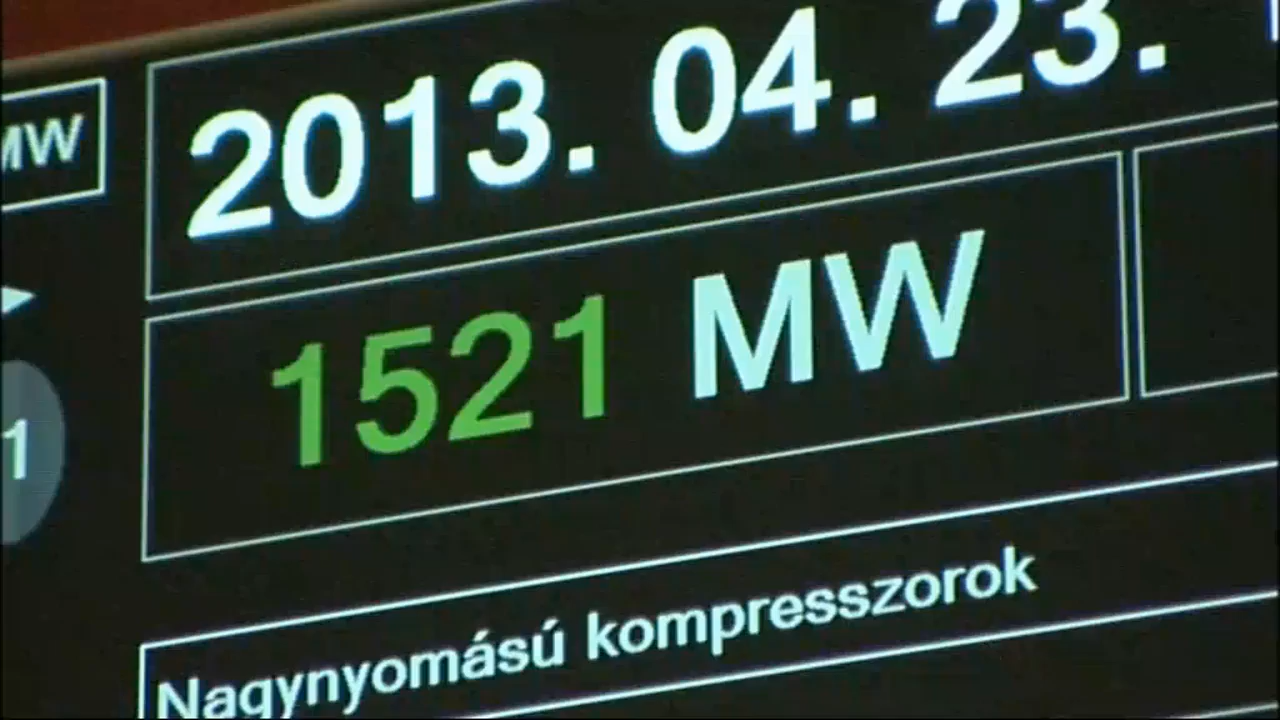 MW
2013. 04. 23.
1521 MW
1
Nagynyomású kompresszorok